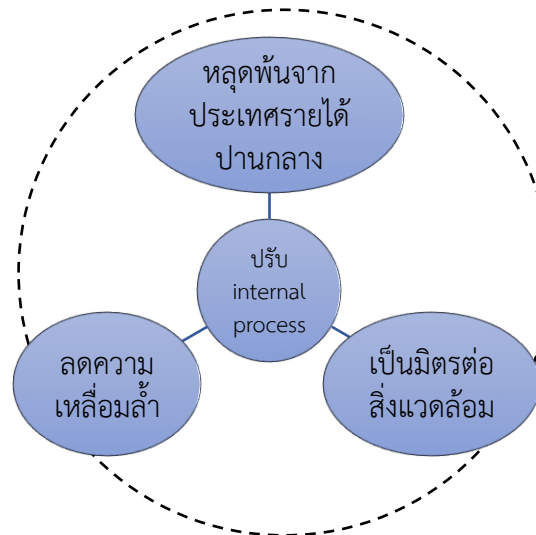 หลุดพ้นจาก
ประเทศรายได้
ปานกลาง
ปรับ
internal
process
ลดความ
เหลื่อมล้ำ
เป็นมิตรต่อ
สิ่งแวดล้อม